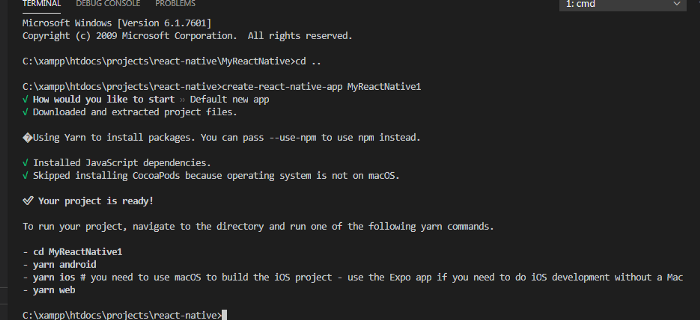 TERMINAL DEBUG CONSOLE PROBLEMS 1: cmd
Microsoft Windows [Version 6.1.7601]
Copyright (c) 2009 Microsoft Corporation. All rights reserved.
C:\xampp\htdocs\projects\react-native\MyReactNative>cd ..
C:\xampp\htdocs\projects\react-native>create-react-native-app MyReactNative1
√ How would you like to start » Default new app
√ Downloaded and extracted project files.
�Using Yarn to install packages. You can pass --use-npm to use npm instead.
√ Installed JavaScript dependencies.
√ Skipped installing CocoaPods because operating system is not on macOS.
✅ Your project is ready!
To run your project, navigate to the directory and run one of the following yarn commands.
- cd MyReactNative1
- yarn android
- yarn ios # you need to use macOS to build the iOS project - use the Expo app if you need to do iOS development without a Mac
- yarn web
C:\xampp\htdocs\projects\react-native>